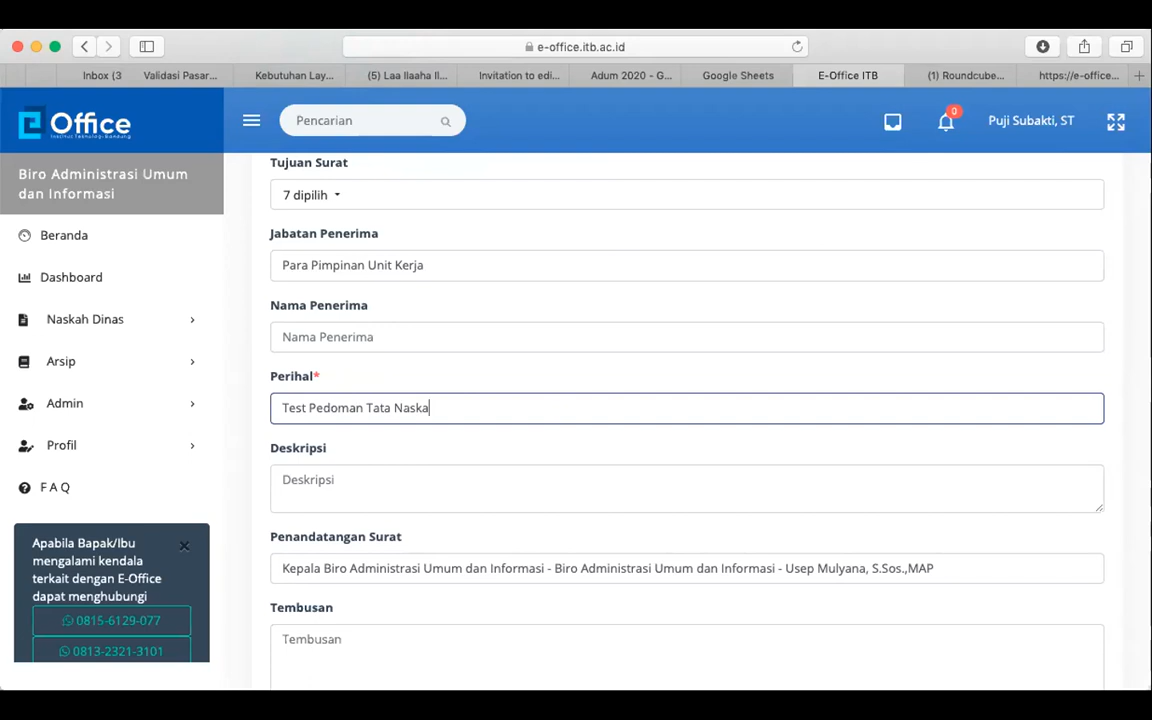 e-office.itb.ac.id
Inbox (3
Validasi Pasar...
Kebutuhan Lay...
(5) Laa Ilaaha Il...
Invitation to edi...
Adum 2020 - G...
Google Sheets
E-Office ITB
(1) Roundcube...
https://e-office...
Office
Institut Teknologi Bandung
Pencarian
0
Puji Subakti, ST
Biro Administrasi Umum
dan Informasi
Beranda
Dashboard
Naskah Dinas
Arsip
Admin
Profil
F A Q
Apabila Bapak/Ibu
mengalami kendala
terkait dengan E-Office
dapat menghubungi
0815-6129-077
0813-2321-3101
Tujuan Surat
7 dipilih
Jabatan Penerima
Para Pimpinan Unit Kerja
Nama Penerima
Nama Penerima
Perihal*
Test Pedoman Tata Naska
Deskripsi
Deskripsi
Penandatangan Surat
Kepala Biro Administrasi Umum dan Informasi - Biro Administrasi Umum dan Informasi - Usep Mulyana, S.Sos.,MAP
Tembusan
Tembusan